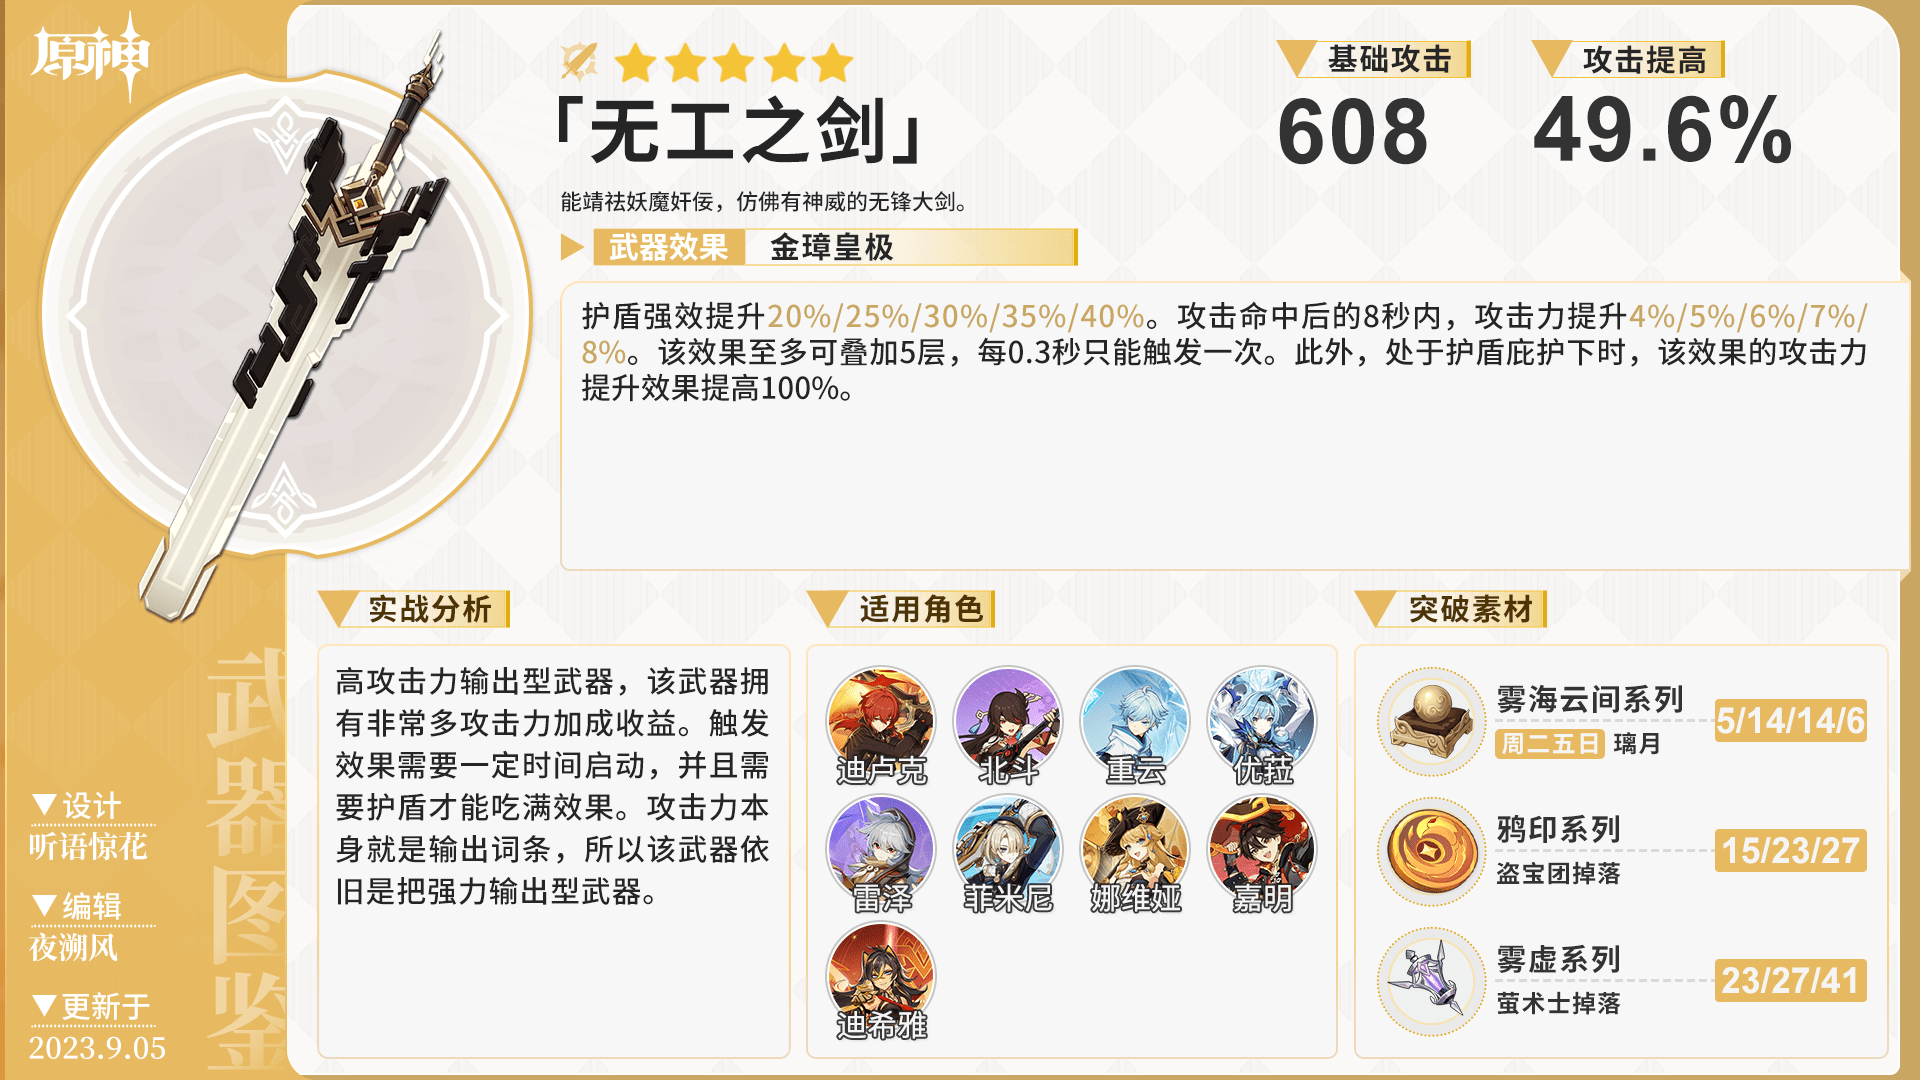 原神
「无工之剑」
能靖祛妖魔奸佞，仿佛有神威的无锋大剑。
基础攻击
608
攻击提高
49.6%
武器效果
金璋皇极
护盾强效提升20%/25%/30%/35%/40%。攻击命中后的8秒内，攻击力提升4%/5%/6%/7%/
8%。该效果至多可叠加5层，每0.3秒只能触发一次。此外，处于护盾庇护下时，该效果的攻击力
提升效果提高100%。
实战分析
高攻击力输出型武器，该武器拥
有非常多攻击力加成收益。触发
效果需要一定时间启动，并且需
要护盾才能吃满效果。攻击力本
身就是输出词条，所以该武器依
旧是把强力输出型武器。
适用角色
迪卢克
北斗
重云
优菈
雷泽
菲米尼
娜维娅
嘉明
迪希雅
突破素材
雾海云间系列
周二五日 璃月
5/14/14/6
鸦印系列
盗宝团掉落
15/23/27
雾虚系列
萤术士掉落
23/27/41
武器图鉴
▼设计
听语惊花
▼编辑
夜溯风
▼更新于
2023.9.05